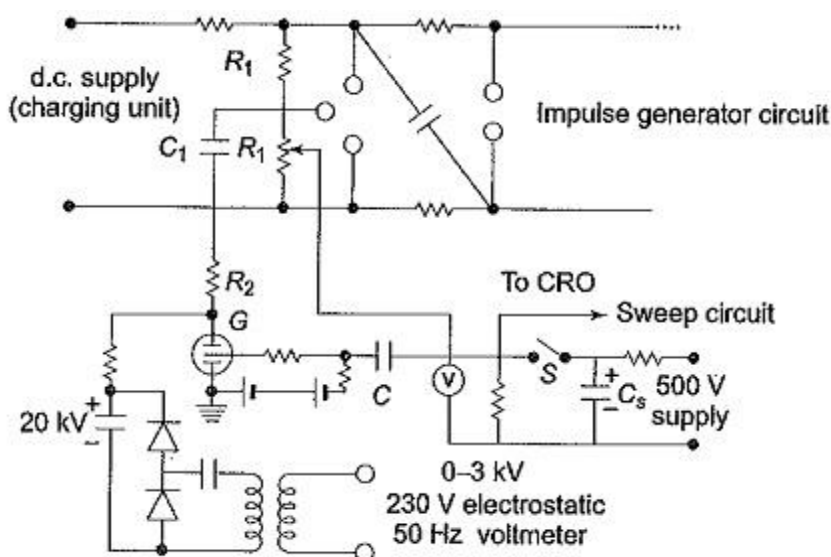 R₁
d.c. supply
(charging unit)
Impulse generator circuit
C₁
R₁
R₂
To CRO
G
Sweep circuit
S
+
500 V
V
C
Cₛ
−
supply
+
20 kV
−
0–3 kV
230 V electrostatic
50 Hz voltmeter